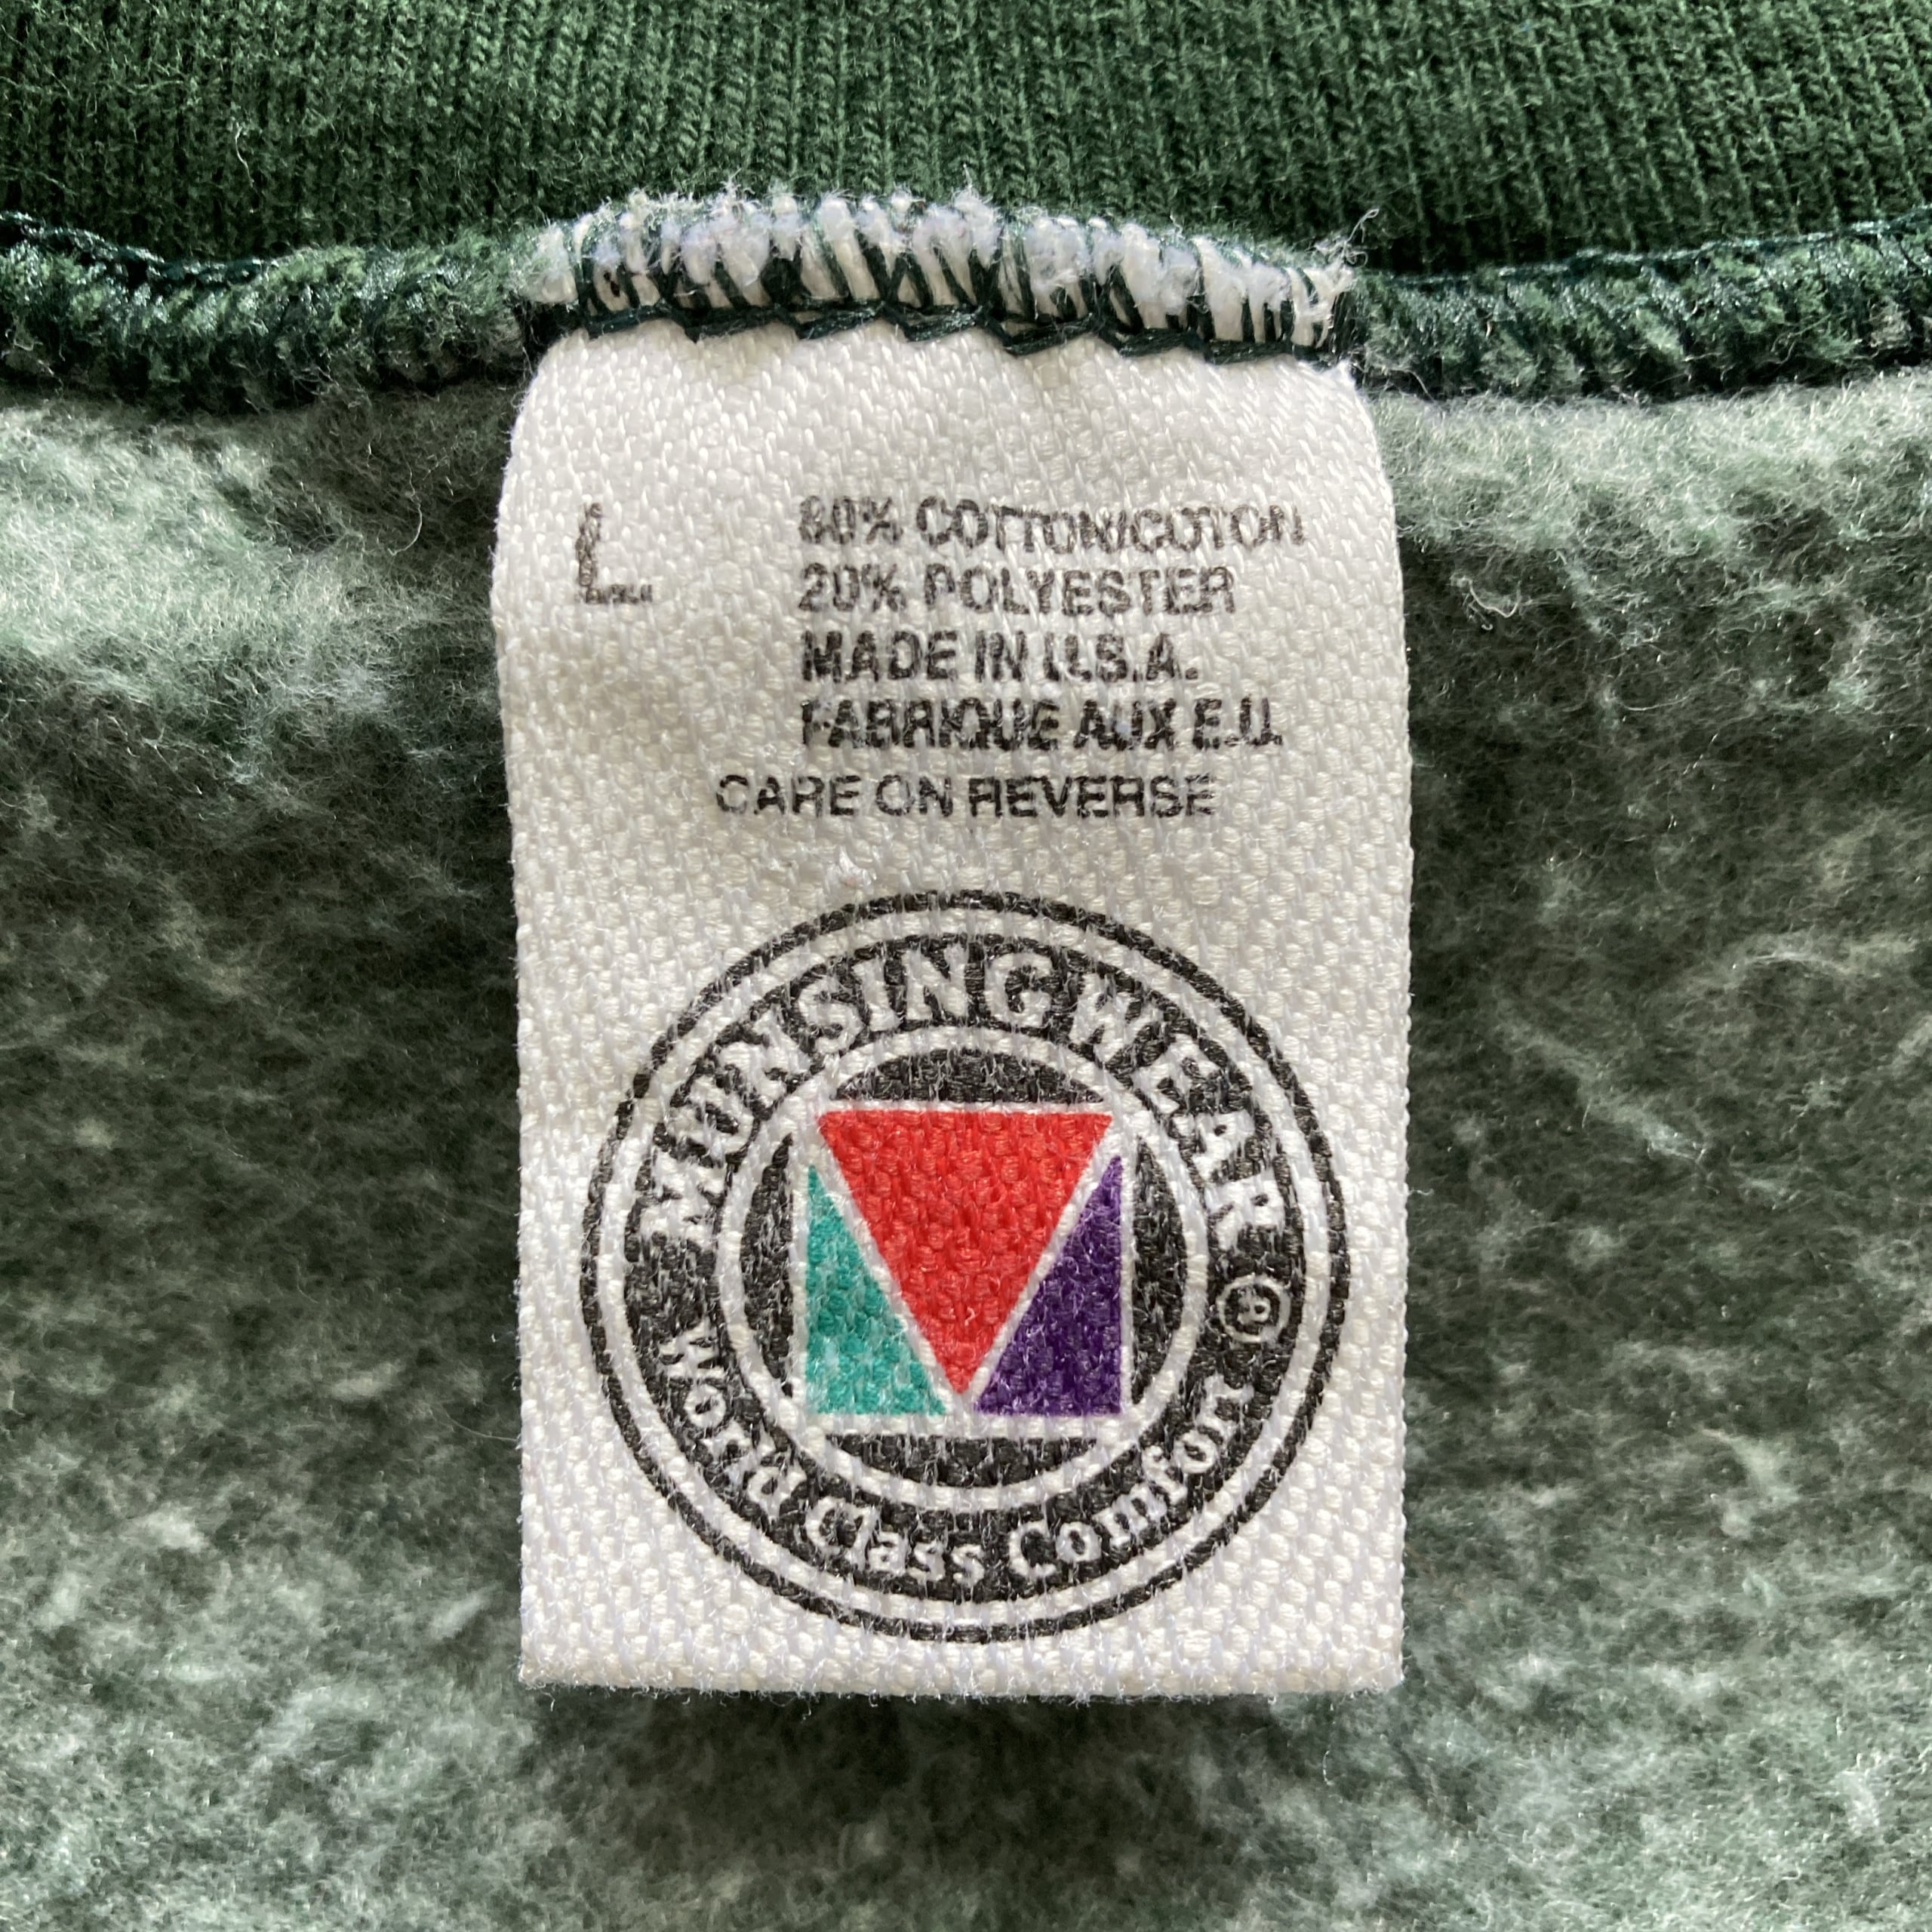 L
80% COTTON/COTON
20% POLYESTER
MADE IN U.S.A.
FABRIQUE AUX E.U.
CARE ON REVERSE
MUNSINGWEAR ®
World Class Comfort